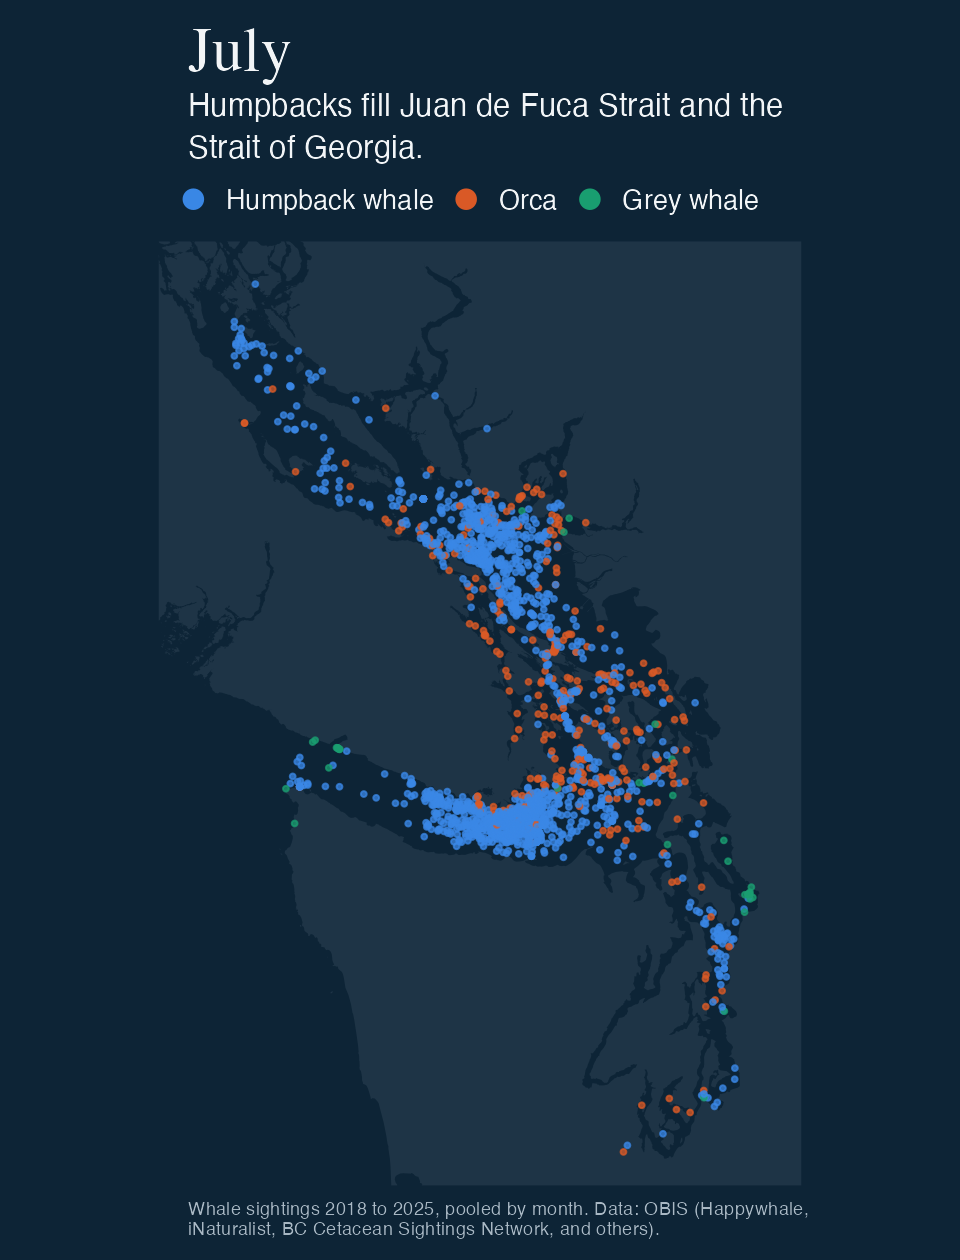 July
Humpbacks fill Juan de Fuca Strait and the
Strait of Georgia.
Humpback whale Orca Grey whale
Whale sightings 2018 to 2025, pooled by month. Data: OBIS (Happywhale,
iNaturalist, BC Cetacean Sightings Network, and others).